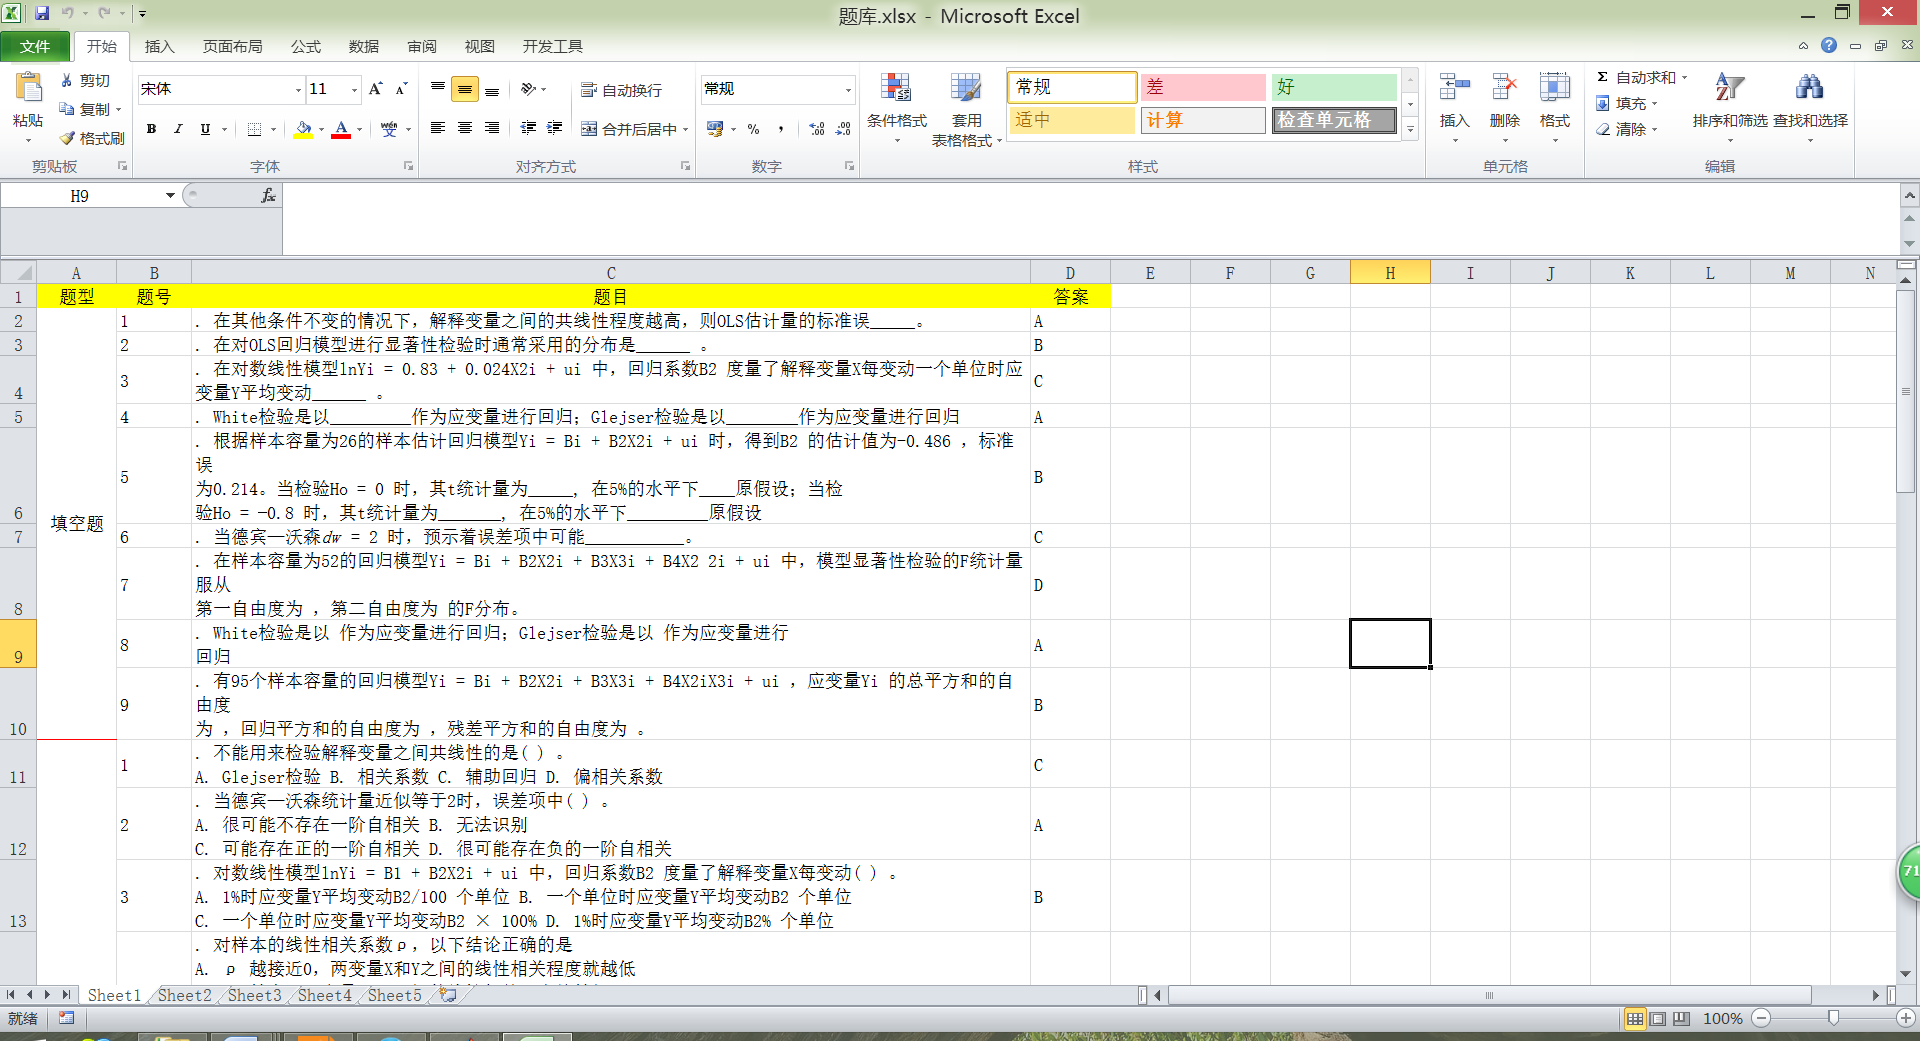 题库.xlsx - Microsoft Excel
文件 开始 插入 页面布局 公式 数据 审阅 视图 开发工具
粘贴 剪切 复制 格式刷
宋体 11
B I U A
自动换行
合并后居中
常规
%
条件格式 套用表格格式
常规 差 好
适中 计算 检查单元格
插入 删除 格式
Σ 自动求和
填充
清除
排序和筛选 查找和选择
剪贴板 字体 对齐方式 数字 样式 单元格 编辑
H9 fx
A B C D E F G H I J K L M N
1 题型 题号 题目 答案
填空题
2 1 . 在其他条件不变的情况下，解释变量之间的共线性程度越高，则OLS估计量的标准误_____。 A
3 2 . 在对OLS回归模型进行显著性检验时通常采用的分布是______ 。 B
4 3 . 在对数线性模型lnYi = 0.83 + 0.024X2i + ui 中，回归系数B2 度量了解释变量X每变动一个单位时应
变量Y平均变动______ 。 C
5 4 . White检验是以_________作为应变量进行回归；Glejser检验是以________作为应变量进行回归 A
6 5 . 根据样本容量为26的样本估计回归模型Yi = Bi + B2X2i + ui 时，得到B2 的估计值为-0.486 ，标准
误
为0.214。当检验Ho = 0 时，其t统计量为_____, 在5%的水平下____原假设；当检
验Ho = -0.8 时，其t统计量为_______, 在5%的水平下_________原假设 B
7 6 . 当德宾—沃森dw = 2 时，预示着误差项中可能___________。 C
8 7 . 在样本容量为52的回归模型Yi = Bi + B2X2i + B3X3i + B4X2 2i + ui 中，模型显著性检验的F统计量
服从
第一自由度为 ，第二自由度为 的F分布。 D
9 8 . White检验是以 作为应变量进行回归；Glejser检验是以 作为应变量进行
回归 A
10 9 . 有95个样本容量的回归模型Yi = Bi + B2X2i + B3X3i + B4X2iX3i + ui ，应变量Yi 的总平方和的自
由度
为 ，回归平方和的自由度为 ，残差平方和的自由度为 。 B
11 1 . 不能用来检验解释变量之间共线性的是( ) 。
A. Glejser检验 B. 相关系数 C. 辅助回归 D. 偏相关系数 C
12 2 . 当德宾—沃森统计量近似等于2时，误差项中( ) 。
A. 很可能不存在一阶自相关 B. 无法识别
C. 可能存在正的一阶自相关 D. 很可能存在负的一阶自相关 A
13 3 . 对数线性模型lnYi = B1 + B2X2i + ui 中，回归系数B2 度量了解释变量X每变动( ) 。
A. 1%时应变量Y平均变动B2/100 个单位 B. 一个单位时应变量Y平均变动B2 个单位
C. 一个单位时应变量Y平均变动B2 × 100% D. 1%时应变量Y平均变动B2% 个单位 B
. 对样本的线性相关系数ρ，以下结论正确的是
A. ρ 越接近0，两变量X和Y之间的线性相关程度就越低
Sheet1 Sheet2 Sheet3 Sheet4 Sheet5
就绪 100%
71